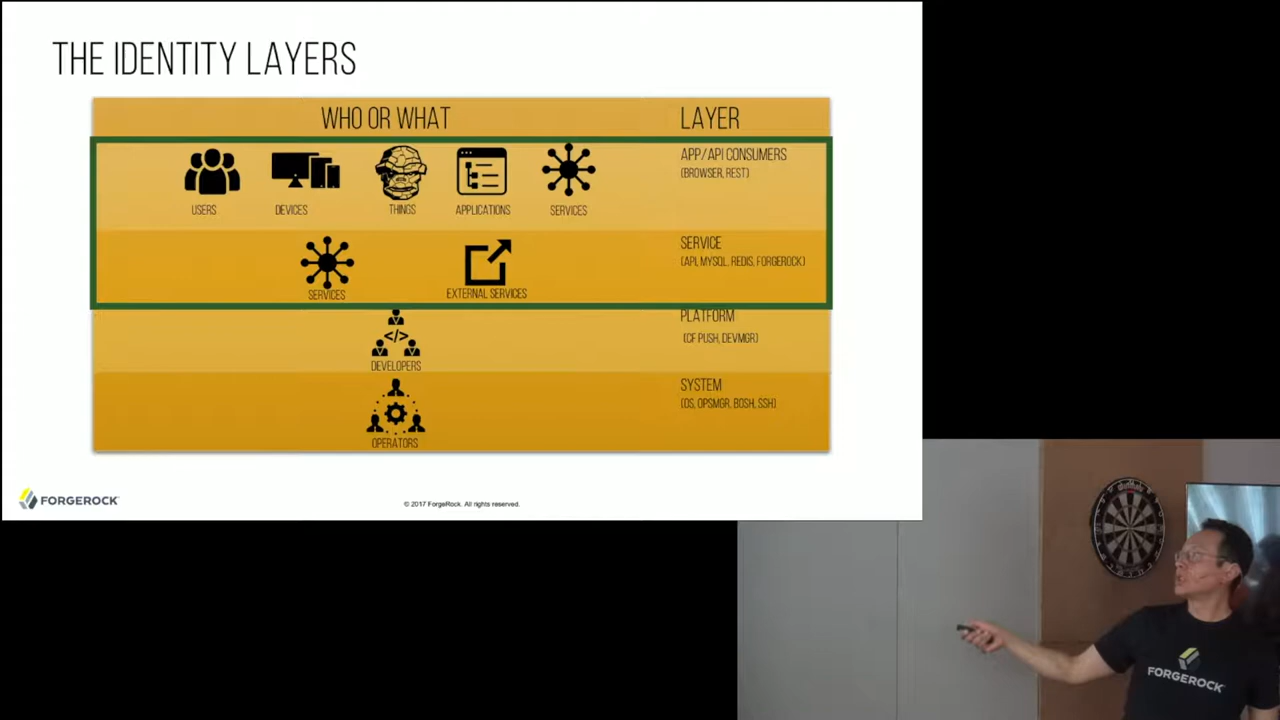 THE IDENTITY LAYERS
WHO OR WHAT
LAYER
USERS
DEVICES
THINGS
APPLICATIONS
SERVICES
APP/API CONSUMERS
(BROWSER, REST)
SERVICES
EXTERNAL SERVICES
SERVICE
(API, MYSQL, REDIS, FORGEROCK)
DEVELOPERS
PLATFORM
(CF PUSH, DEVMGR)
OPERATORS
SYSTEM
(OS, OPSMGR, BOSH, SSH)
FORGEROCK
© 2017 ForgeRock. All rights reserved.
FORGEROCK